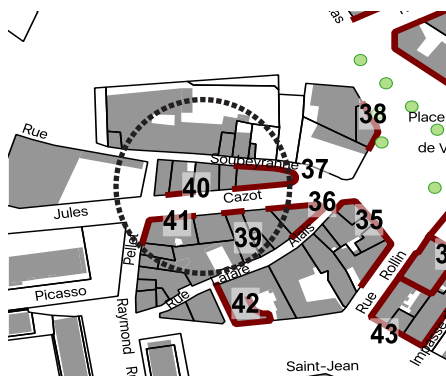 38
Place
de V
Rue
Soubeyranne
37
40
Cazot
36
Jules
41
35
39
Alais
Rollin
Lafare
Rue
Picasso
42
Rue
Raymond
43
Impasse
Saint-Jean